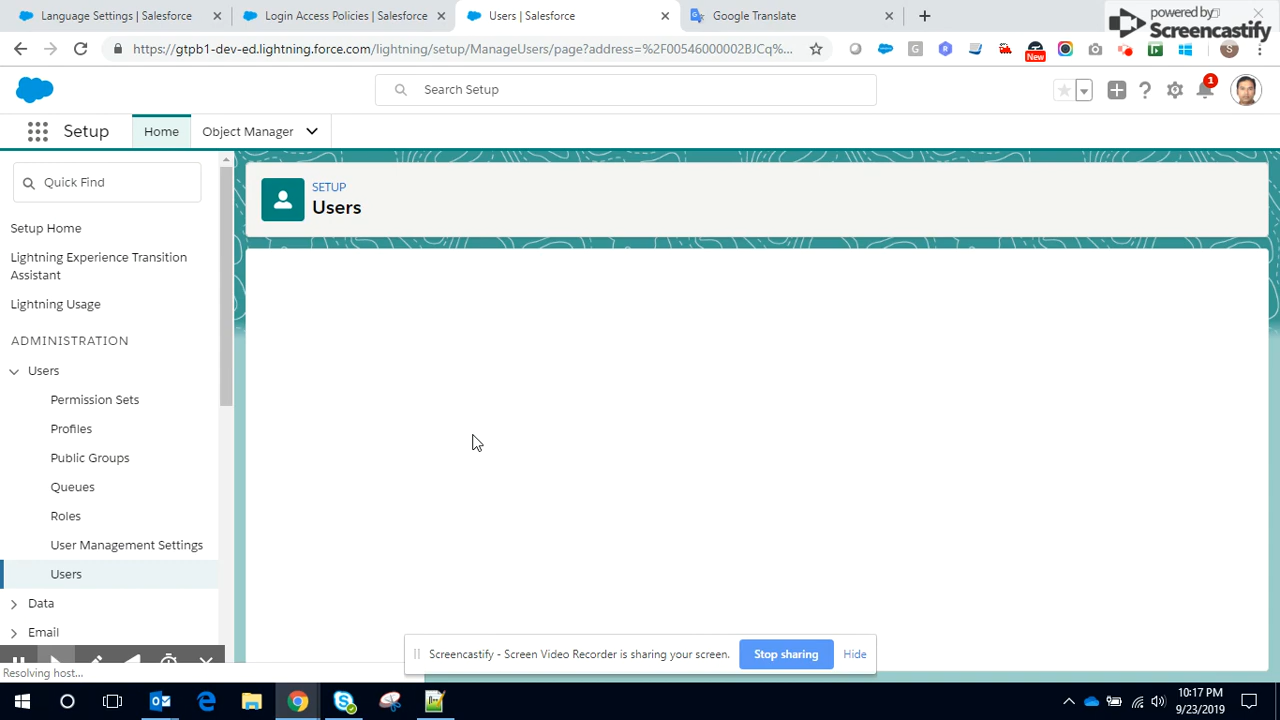 Language Settings | Salesforce
Login Access Policies | Salesforce
Users | Salesforce
Google Translate
powered by
Screencastify
https://gtpb1-dev-ed.lightning.force.com/lightning/setup/ManageUsers/page?address=%2F00546000002BJCq%...
New
Search Setup
1
Setup
Home
Object Manager
Quick Find
SETUP
Users
Setup Home
Lightning Experience Transition
Assistant
Lightning Usage
ADMINISTRATION
Users
Permission Sets
Profiles
Public Groups
Queues
Roles
User Management Settings
Users
Data
Email
Screencastify - Screen Video Recorder is sharing your screen.
Stop sharing
Hide
Resolving host...
10:17 PM
9/23/2019